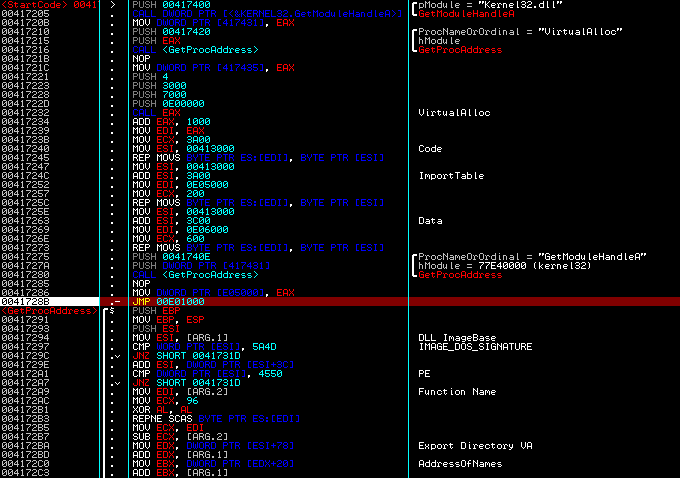 <StartCode> 0041 > PUSH 00417400 pModule = "Kernel32.dll"
00417205 . CALL DWORD PTR [<&KERNEL32.GetModuleHandleA>] GetModuleHandleA
0041720B . MOV DWORD PTR [417431], EAX
00417210 . PUSH 00417420 ProcNameOrOrdinal = "VirtualAlloc"
00417215 . PUSH EAX hModule
00417216 . CALL <GetProcAddress> GetProcAddress
0041721B NOP
0041721C . MOV DWORD PTR [417435], EAX
00417221 . PUSH 4
00417223 . PUSH 3000
00417228 . PUSH 7000
0041722D . PUSH 0E00000
00417232 . CALL EAX VirtualAlloc
00417234 . ADD EAX, 1000
00417239 . MOV EDI, EAX
0041723B . MOV ECX, 3A00
00417240 . MOV ESI, 00413000 Code
00417245 . REP MOVS BYTE PTR ES:[EDI], BYTE PTR [ESI]
00417247 . MOV ESI, 00413000
0041724C . ADD ESI, 3A00 ImportTable
00417252 . MOV EDI, 0E05000
00417257 . MOV ECX, 200
0041725C . REP MOVS BYTE PTR ES:[EDI], BYTE PTR [ESI]
0041725E . MOV ESI, 00413000
00417263 . ADD ESI, 3C00 Data
00417269 . MOV EDI, 0E06000
0041726E . MOV ECX, 600
00417273 . REP MOVS BYTE PTR ES:[EDI], BYTE PTR [ESI]
00417275 . PUSH 0041740E ProcNameOrOrdinal = "GetModuleHandleA"
0041727A . PUSH DWORD PTR [417431] hModule = 77E40000 (kernel32)
00417280 . CALL <GetProcAddress> GetProcAddress
00417285 NOP
00417286 . MOV DWORD PTR [E05000], EAX
0041728B .- JMP 00E01000
<GetProcAddress> $ PUSH EBP
00417291 . MOV EBP, ESP
00417293 . PUSH ESI
00417294 . MOV ESI, [ARG.1] DLL ImageBase
00417297 . CMP WORD PTR [ESI], 5A4D IMAGE_DOS_SIGNATURE
0041729C . JNZ SHORT 0041731D
0041729E . ADD ESI, DWORD PTR [ESI+3C]
004172A1 . CMP DWORD PTR [ESI], 4550 PE
004172A7 . JNZ SHORT 0041731D
004172A9 . MOV EDI, [ARG.2] Function Name
004172AC . MOV ECX, 96
004172B1 . XOR AL, AL
004172B3 . REPNE SCAS BYTE PTR ES:[EDI]
004172B5 . MOV ECX, EDI
004172B7 . SUB ECX, [ARG.2]
004172BA . MOV EDX, DWORD PTR [ESI+78] Export Directory VA
004172BD . ADD EDX, [ARG.1]
004172C0 . MOV EBX, DWORD PTR [EDX+20] AddressOfNames
004172C3 . ADD EBX, [ARG.1]